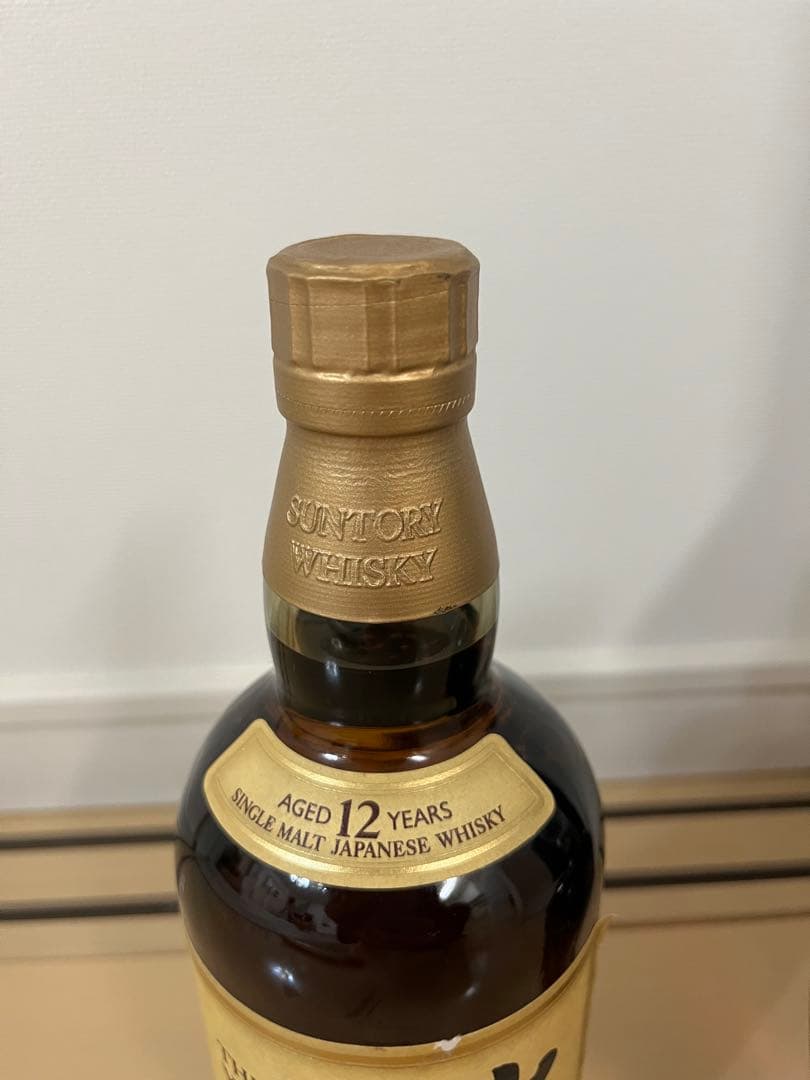 SUNTORY
WHISKY
AGED 12 YEARS
SINGLE MALT JAPANESE WHISKY